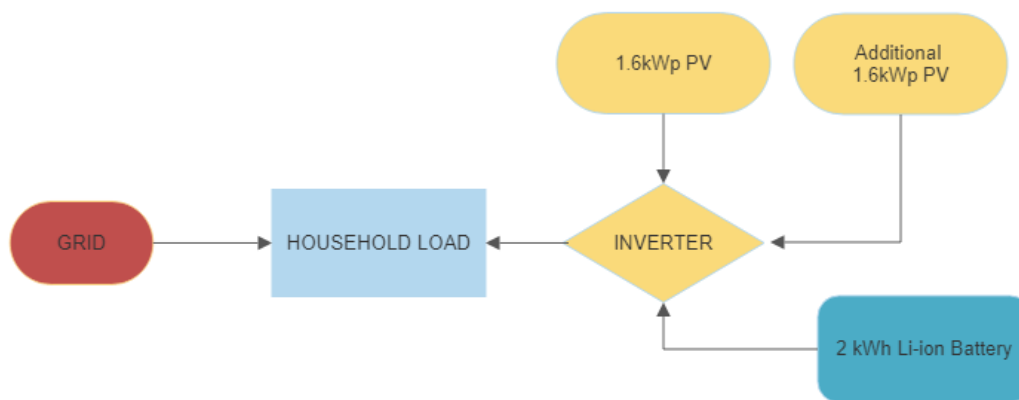 1.6kWp PV
Additional
1.6kWp PV
GRID
HOUSEHOLD LOAD
INVERTER
2 kWh Li-ion Battery